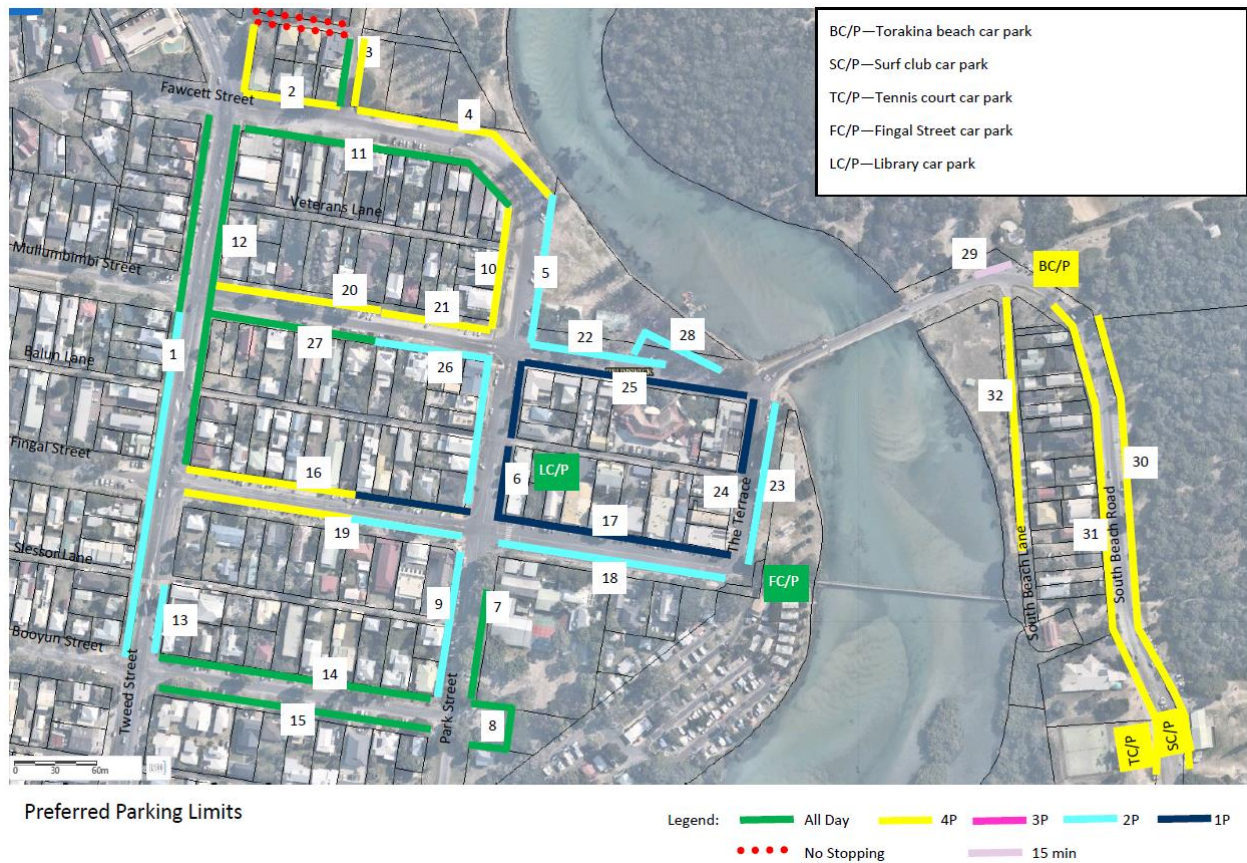 BC/P—Torakina beach car park
SC/P—Surf club car park
TC/P—Tennis court car park
FC/P—Fingal Street car park
LC/P—Library car park
3
2
Fawcett Street
4
11
Veterans Lane
12
Mullumbimbi Street
10
5
29
BC/P
20
21
22
28
27
26
1
Balun Lane
25
32
Fingal Street
16
6
LC/P
24
23
30
17
The Terrace
19
31
South Beach Road
Slessor Lane
18
FC/P
South Beach Lane
9
7
13
Booyun Street
14
Tweed Street
15
Park Street
8
TC/P
SC/P
0 30 60m
Preferred Parking Limits
Legend: All Day 4P 3P 2P 1P
No Stopping 15 min